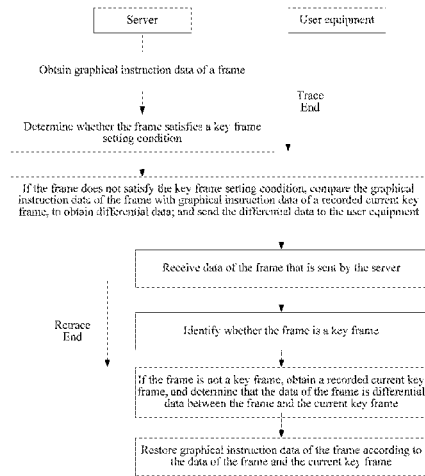 Server
User equipment
Obtain graphical instruction data of a frame
Trace
End
Determine whether the frame satisfies a key frame
setting condition
If the frame does not satisfy the key frame setting condition, compare the graphical
instruction data of the frame with graphical instruction data of a recorded current key
frame, to obtain differential data; and send the differential data to the user equipment
Receive data of the frame that is sent by the server
Retrace
End
Identify whether the frame is a key frame
If the frame is not a key frame, obtain a recorded current key
frame, and determine that the data of the frame is differential
data between the frame and the current key frame
Restore graphical instruction data of the frame according to
the data of the frame and the current key frame